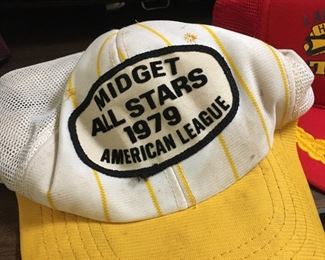 MIDGET
ALL STARS
1979
AMERICAN LEAGUE